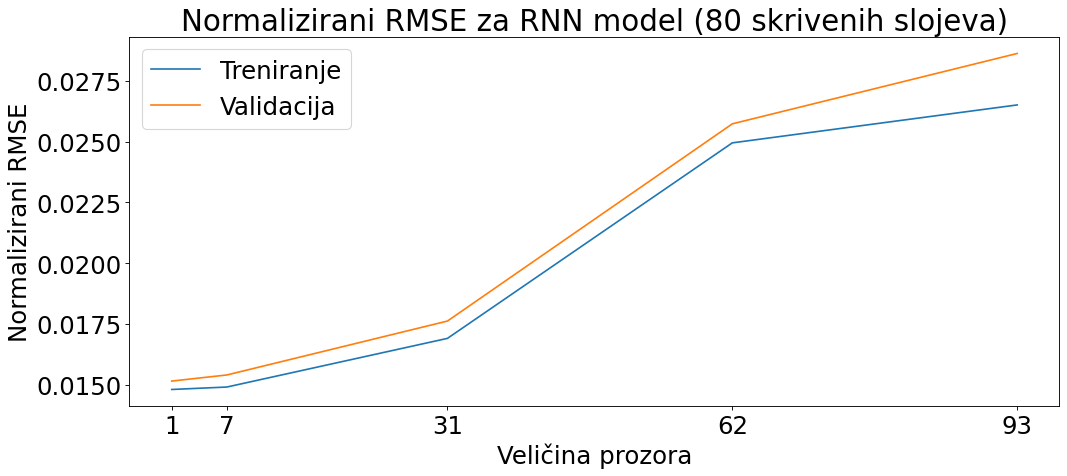 Normalizirani RMSE za RNN model (80 skrivenih slojeva)
Treniranje
Validacija
Normalizirani RMSE
0.0275
0.0250
0.0225
0.0200
0.0175
0.0150
1 7 31 62 93
Veličina prozora